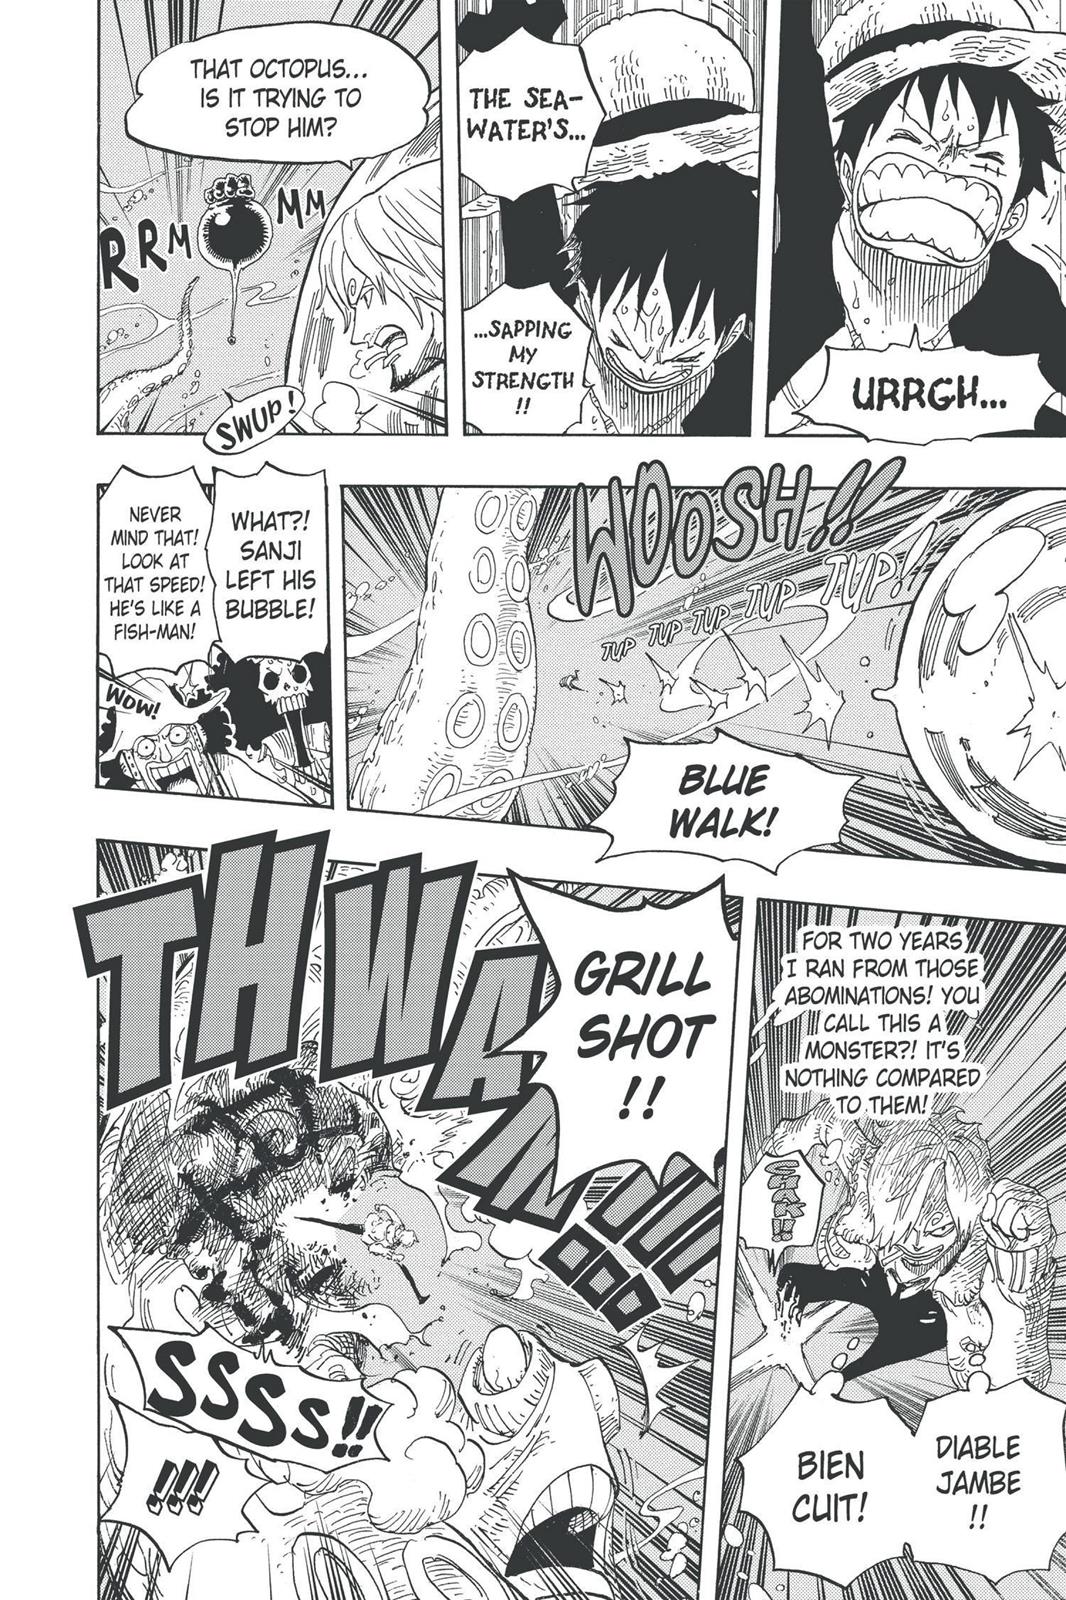 URRGH...
THE SEA-
WATER'S...
...SAPPING
MY
STRENGTH
!!
THAT OCTOPUS...
IS IT TRYING TO
STOP HIM?
RRM
MM
SWUP!
WOOSH!!
TUP TUP TUP TUP TUP!
BLUE
WALK!
WHAT?!
SANJI
LEFT HIS
BUBBLE!
NEVER
MIND THAT!
LOOK AT
THAT SPEED!
HE'S LIKE A
FISH-MAN!
WOW!
FOR TWO YEARS
I RAN FROM THOSE
ABOMINATIONS! YOU
CALL THIS A
MONSTER?! IT'S
NOTHING COMPARED
TO THEM!
DIABLE
JAMBE
!!
BIEN
CUIT!
GRILL
SHOT
!!
SSSS!!
!!!!